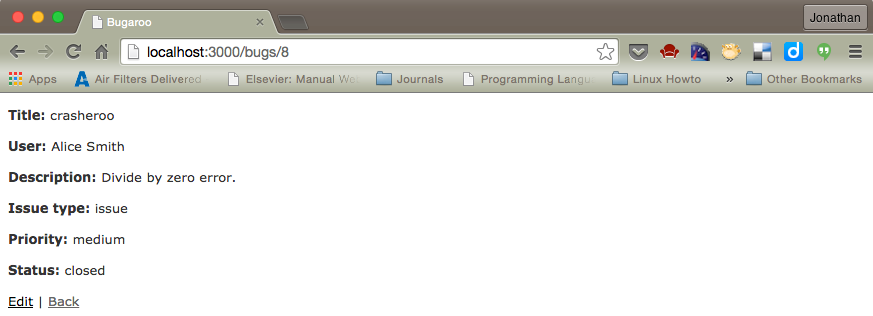 Bugaroo
Jonathan
localhost:3000/bugs/8
Apps Air Filters Delivered Elsevier: Manual We Journals Programming Langu Linux Howto » Other Bookmarks
Title: crasheroo
User: Alice Smith
Description: Divide by zero error.
Issue type: issue
Priority: medium
Status: closed
Edit | Back